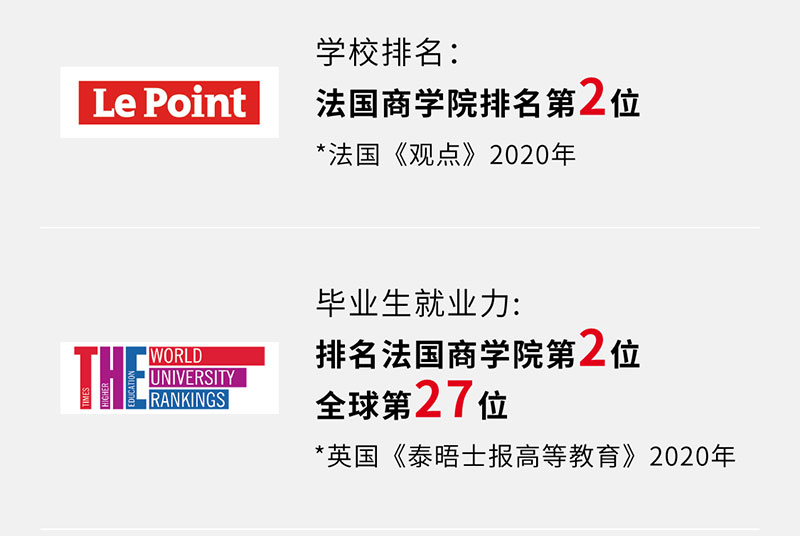 Le Point
学校排名：
法国商学院排名第2位
*法国《观点》2020年
THE
TIMES
HIGHER
EDUCATION
WORLD
UNIVERSITY
RANKINGS
毕业生就业力:
排名法国商学院第2位
全球第27位
*英国《泰晤士报高等教育》2020年